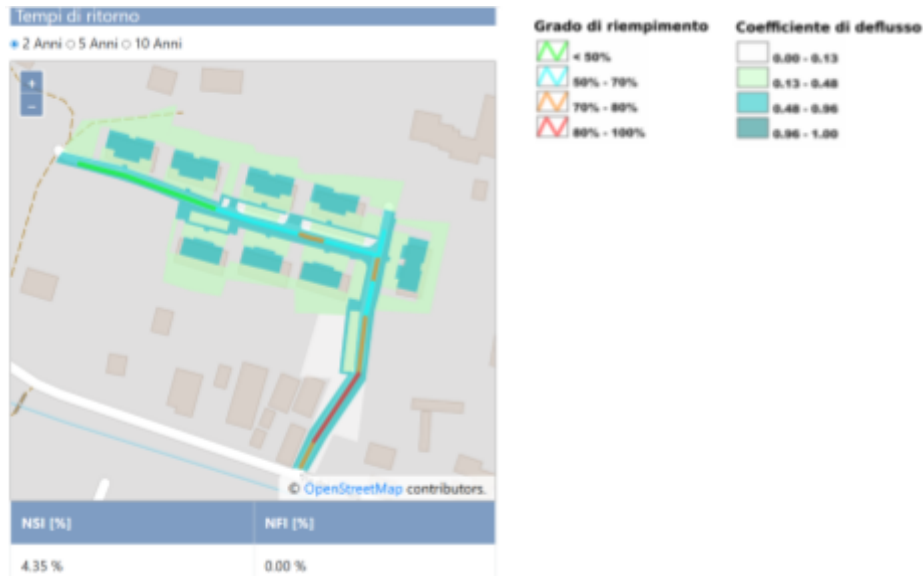 Tempi di ritorno
2 Anni 5 Anni 10 Anni
+
−
© OpenStreetMap contributors.
NSI [%] NFI [%]
4.35 % 0.00 %
Grado di riempimento
< 50%
50% - 70%
70% - 80%
80% - 100%
Coefficiente di deflusso
0.00 - 0.13
0.13 - 0.48
0.48 - 0.96
0.96 - 1.00